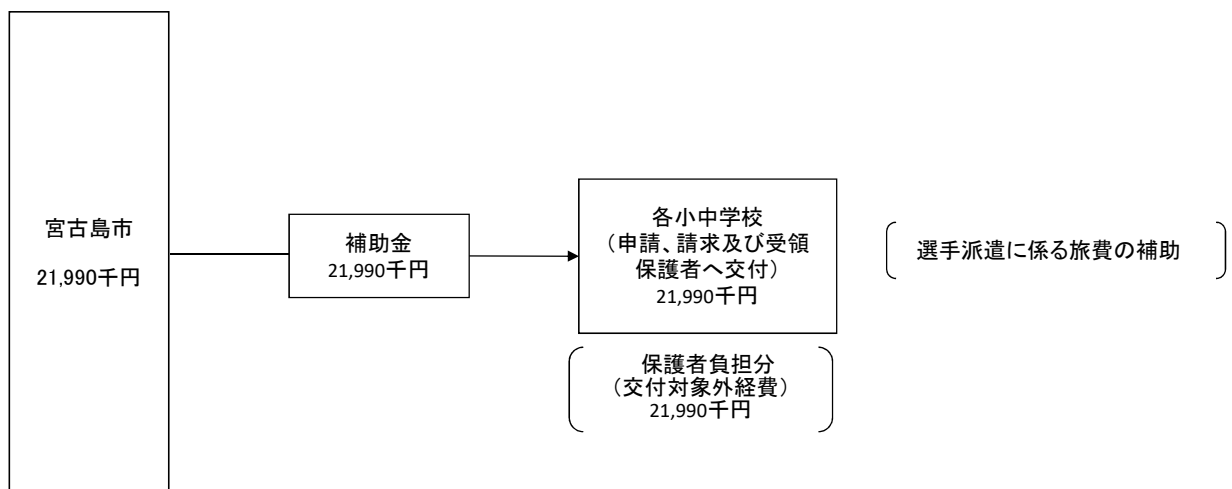 宮古島市
21,990千円
補助金
21,990千円
各小中学校
（申請、請求及び受領
保護者へ交付）
21,990千円
選手派遣に係る旅費の補助
保護者負担分
（交付対象外経費）
21,990千円